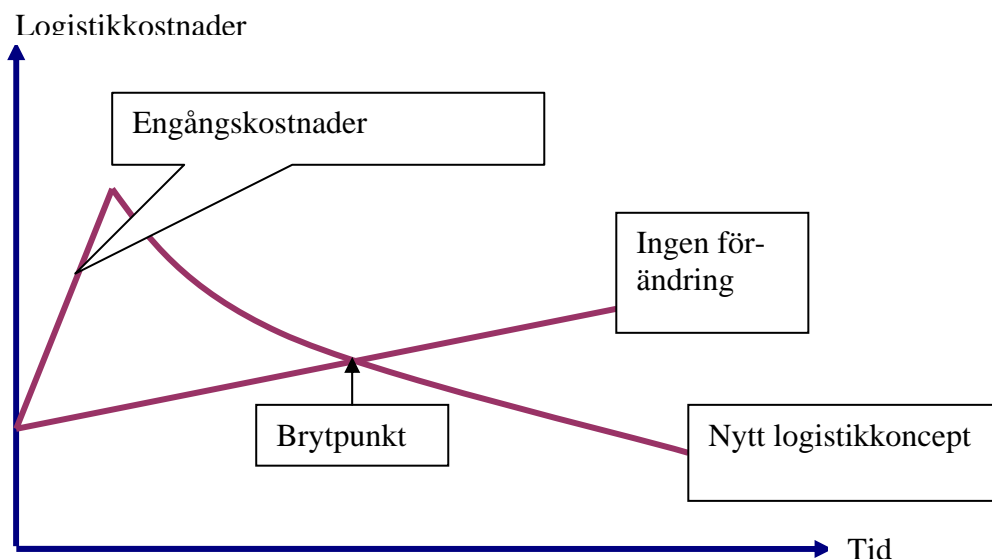 Logistikkostnader
Engångskostnader
Ingen för-
ändring
Brytpunkt
Nytt logistikkoncept
Tid